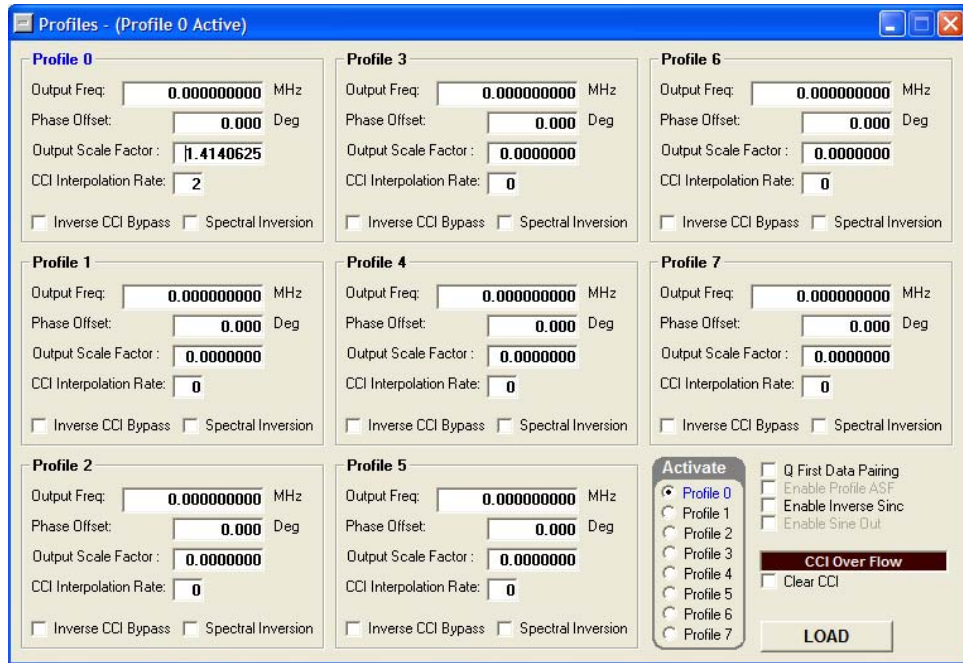 Profiles - (Profile 0 Active)
Profile 0
Output Freq: 0.000000000 MHz
Phase Offset: 0.000 Deg
Output Scale Factor : 1.4140625
CCI Interpolation Rate: 2
Inverse CCI Bypass Spectral Inversion
Profile 3
Output Freq: 0.000000000 MHz
Phase Offset: 0.000 Deg
Output Scale Factor : 0.0000000
CCI Interpolation Rate: 0
Inverse CCI Bypass Spectral Inversion
Profile 6
Output Freq: 0.000000000 MHz
Phase Offset: 0.000 Deg
Output Scale Factor : 0.0000000
CCI Interpolation Rate: 0
Inverse CCI Bypass Spectral Inversion
Profile 1
Output Freq: 0.000000000 MHz
Phase Offset: 0.000 Deg
Output Scale Factor : 0.0000000
CCI Interpolation Rate: 0
Inverse CCI Bypass Spectral Inversion
Profile 4
Output Freq: 0.000000000 MHz
Phase Offset: 0.000 Deg
Output Scale Factor : 0.0000000
CCI Interpolation Rate: 0
Inverse CCI Bypass Spectral Inversion
Profile 7
Output Freq: 0.000000000 MHz
Phase Offset: 0.000 Deg
Output Scale Factor : 0.0000000
CCI Interpolation Rate: 0
Inverse CCI Bypass Spectral Inversion
Profile 2
Output Freq: 0.000000000 MHz
Phase Offset: 0.000 Deg
Output Scale Factor : 0.0000000
CCI Interpolation Rate: 0
Inverse CCI Bypass Spectral Inversion
Profile 5
Output Freq: 0.000000000 MHz
Phase Offset: 0.000 Deg
Output Scale Factor : 0.0000000
CCI Interpolation Rate: 0
Inverse CCI Bypass Spectral Inversion
Activate
Profile 0
Profile 1
Profile 2
Profile 3
Profile 4
Profile 5
Profile 6
Profile 7
Q First Data Pairing
Enable Profile ASF
Enable Inverse Sinc
Enable Sine Out
CCI Over Flow
Clear CCI
LOAD